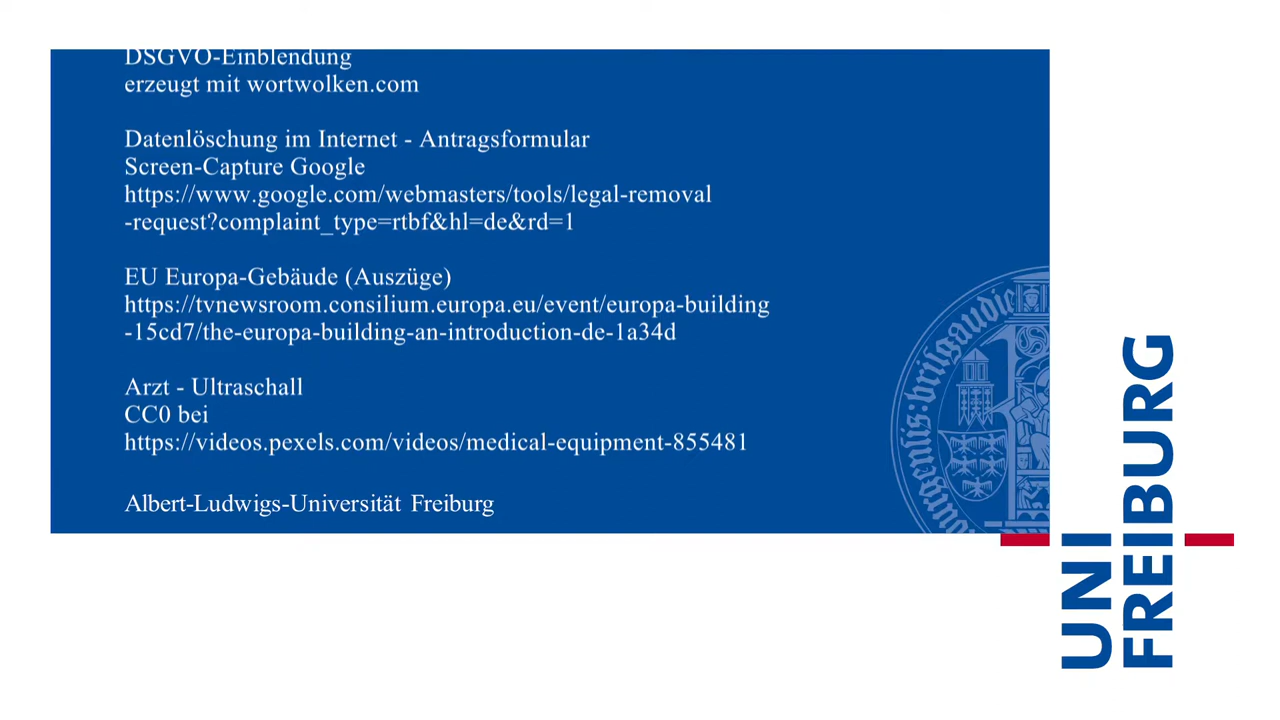 DSGVO-Einblendung
erzeugt mit wortwolken.com
Datenlöschung im Internet - Antragsformular
Screen-Capture Google
https://www.google.com/webmasters/tools/legal-removal
-request?complaint_type=rtbf&hl=de&rd=1
EU Europa-Gebäude (Auszüge)
https://tvnewsroom.consilium.europa.eu/event/europa-building
-15cd7/the-europa-building-an-introduction-de-1a34d
Arzt - Ultraschall
CC0 bei
https://videos.pexels.com/videos/medical-equipment-855481
Albert-Ludwigs-Universität Freiburg
UNI
FREIBURG